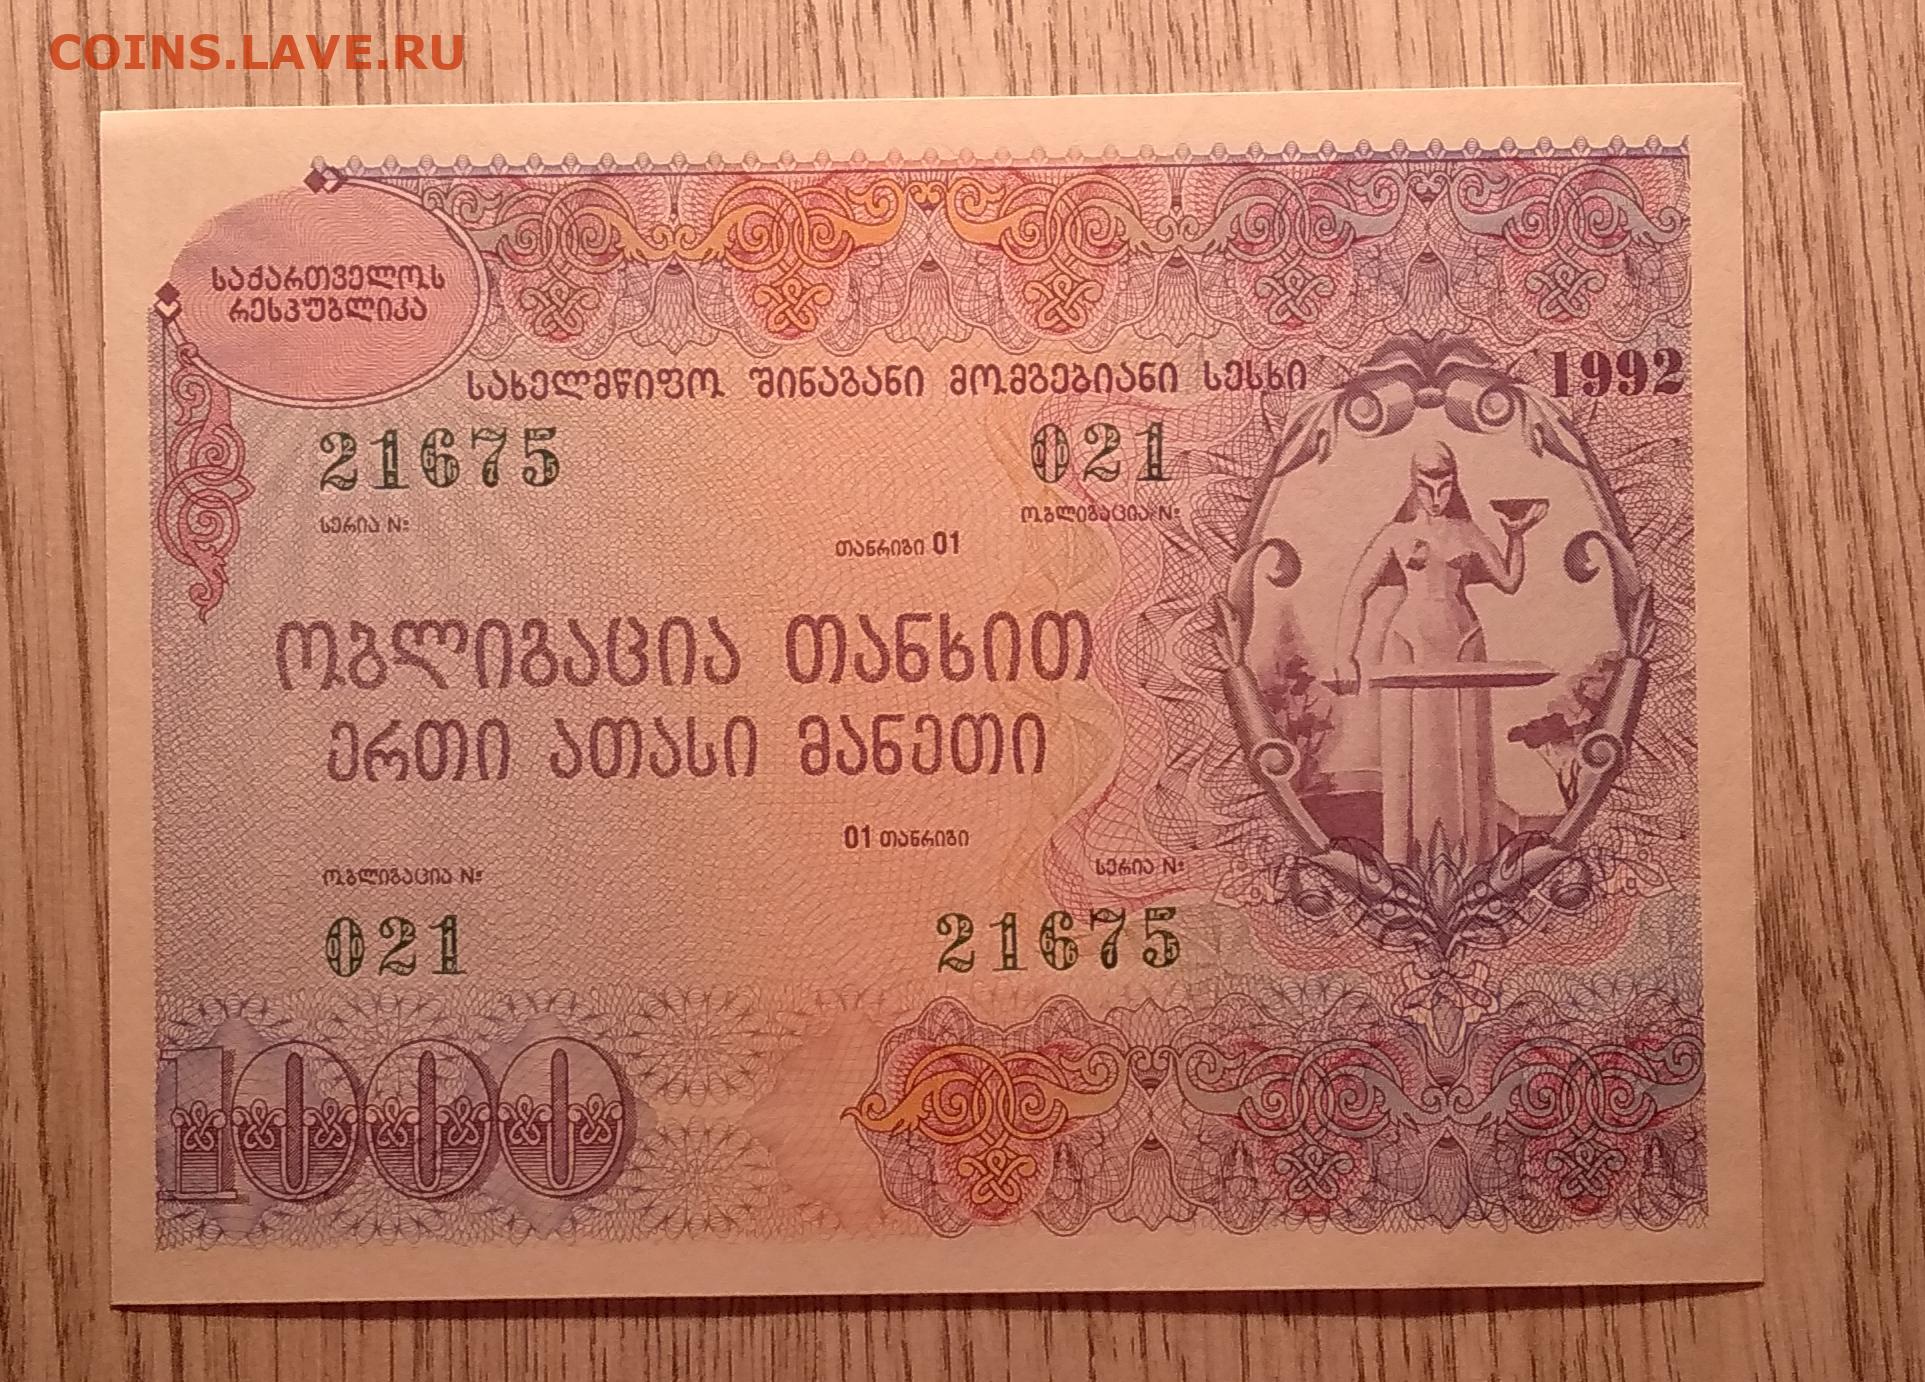 COINS.LAVE.RU
საქართველოს
რესპუბლიკა
სახელმწიფო შინაგანი მომგებიანი სესხი 1992
21675 021
სერია №
ობლიგაცია №
თანრიგი 01
ობლიგაცია თანხით
ერთი ათასი მანეთი
01 თანრიგი
ობლიგაცია №
სერია №
021 21675
1000